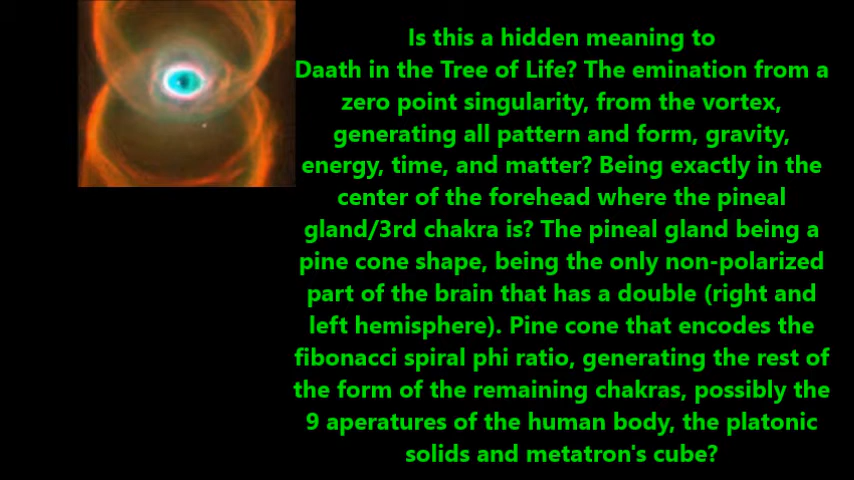 Is this a hidden meaning to
Daath in the Tree of Life? The emination from a
zero point singularity, from the vortex,
generating all pattern and form, gravity,
energy, time, and matter? Being exactly in the
center of the forehead where the pineal
gland/3rd chakra is? The pineal gland being a
pine cone shape, being the only non-polarized
part of the brain that has a double (right and
left hemisphere). Pine cone that encodes the
fibonacci spiral phi ratio, generating the rest of
the form of the remaining chakras, possibly the
9 aperatures of the human body, the platonic
solids and metatron's cube?